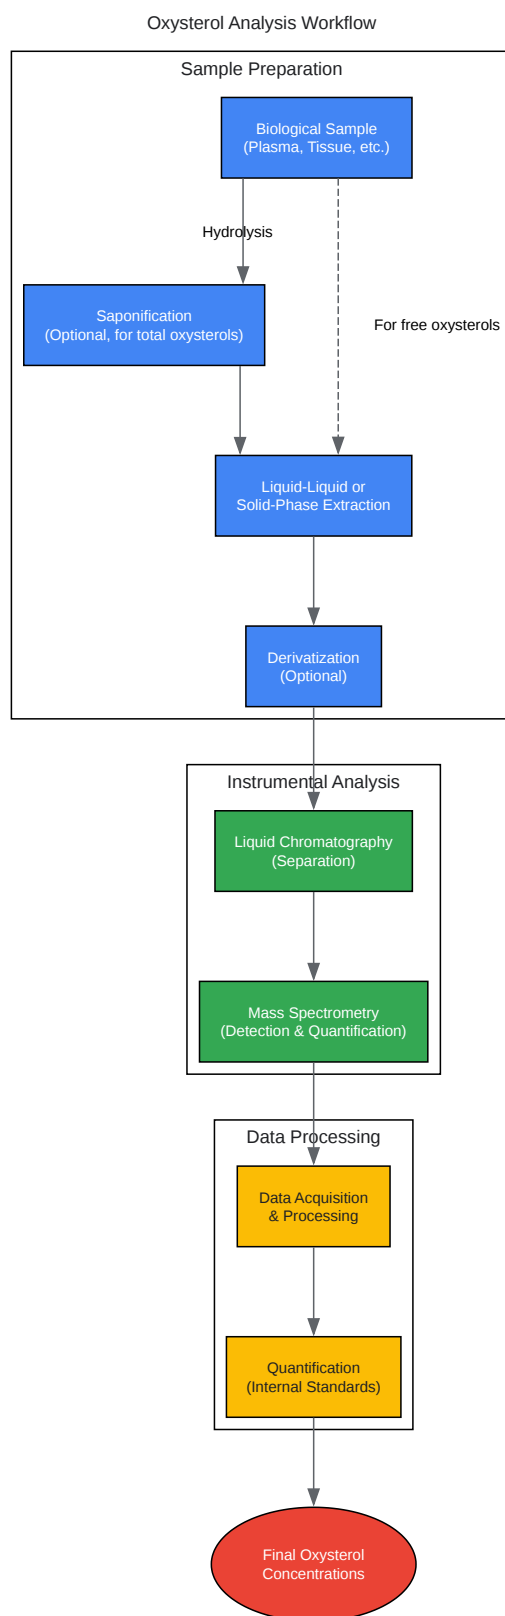 Oxysterol Analysis Workflow
Sample Preparation
Biological Sample
(Plasma, Tissue, etc.)
Hydrolysis
Saponification
(Optional, for total oxysterols)
For free oxysterols
Liquid-Liquid or
Solid-Phase Extraction
Derivatization
(Optional)
Instrumental Analysis
Liquid Chromatography
(Separation)
Mass Spectrometry
(Detection & Quantification)
Data Processing
Data Acquisition
& Processing
Quantification
(Internal Standards)
Final Oxysterol
Concentrations